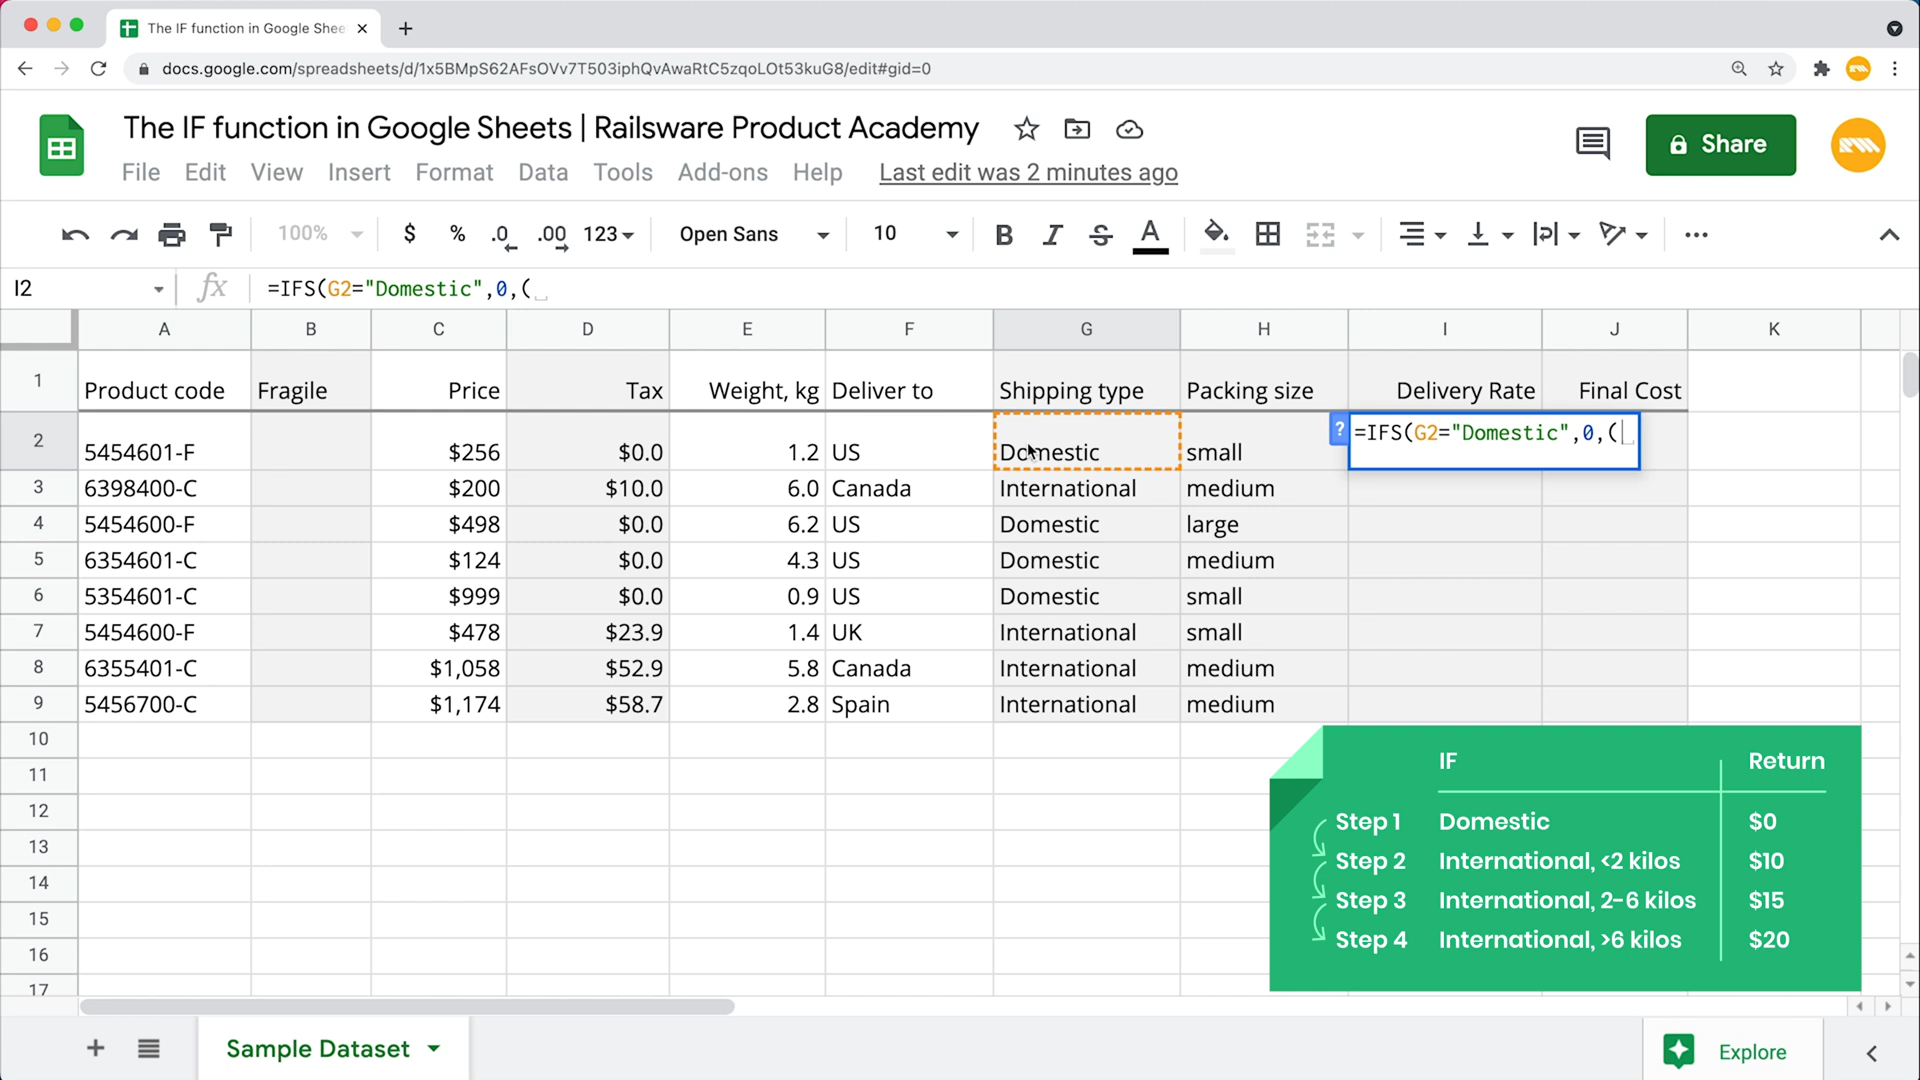 The IF function in Google Shee
docs.google.com/spreadsheets/d/1x5BMpS62AFsOVv7T503iphQvAwaRtC5zqoLOt53kuG8/edit#gid=0
The IF function in Google Sheets | Railsware Product Academy
Share
File Edit View Insert Format Data Tools Add-ons Help Last edit was 2 minutes ago
100% $ % .0 .00 123 Open Sans 10 B I S A
I2 fx =IFS(G2="Domestic",0,(
A B C D E F G H I J K
1 Product code Fragile Price Tax Weight, kg Deliver to Shipping type Packing size Delivery Rate Final Cost
2 5454601-F $256 $0.0 1.2 US Domestic small ? =IFS(G2="Domestic",0,(
3 6398400-C $200 $10.0 6.0 Canada International medium
4 5454600-F $498 $0.0 6.2 US Domestic large
5 6354601-C $124 $0.0 4.3 US Domestic medium
6 5354601-C $999 $0.0 0.9 US Domestic small
7 5454600-F $478 $23.9 1.4 UK International small
8 6355401-C $1,058 $52.9 5.8 Canada International medium
9 5456700-C $1,174 $58.7 2.8 Spain International medium
10
11
12
13
14
15
16
17
IF Return
Step 1 Domestic $0
Step 2 International, <2 kilos $10
Step 3 International, 2-6 kilos $15
Step 4 International, >6 kilos $20
Sample Dataset
Explore